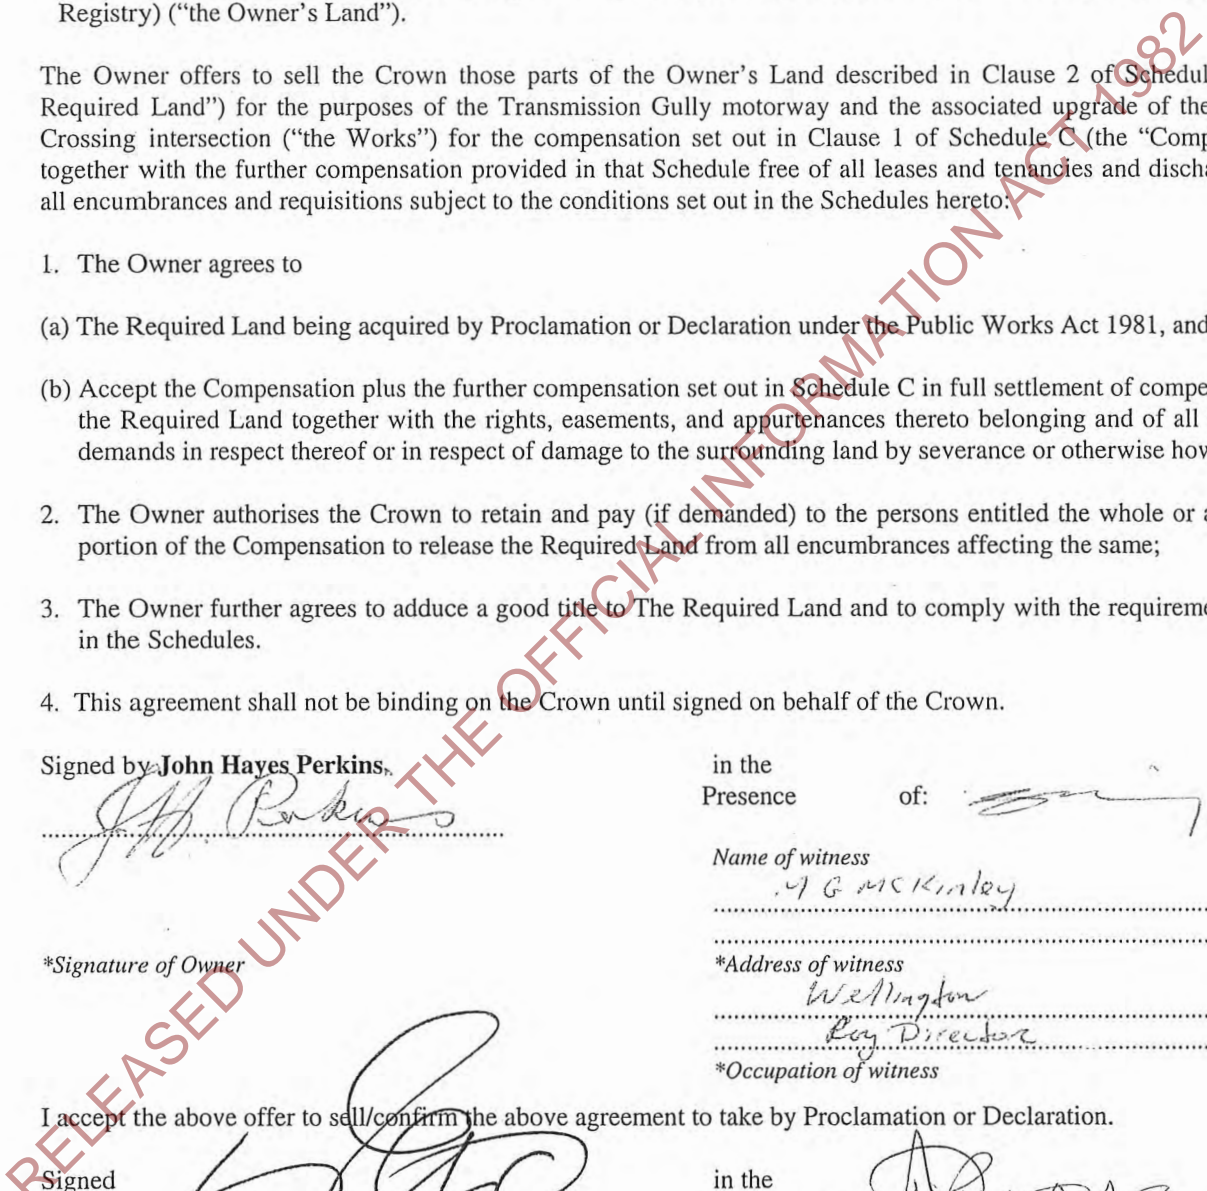 Registry) (“the Owner’s Land”).
The Owner offers to sell the Crown those parts of the Owner’s Land described in Clause 2 of Schedul
Required Land”) for the purposes of the Transmission Gully motorway and the associated upgrade of the
Crossing intersection (“the Works”) for the compensation set out in Clause 1 of Schedule C (the “Comp
together with the further compensation provided in that Schedule free of all leases and tenancies and discha
all encumbrances and requisitions subject to the conditions set out in the Schedules hereto:
1. The Owner agrees to
(a) The Required Land being acquired by Proclamation or Declaration under the Public Works Act 1981, and
(b) Accept the Compensation plus the further compensation set out in Schedule C in full settlement of compe
the Required Land together with the rights, easements, and appurtenances thereto belonging and of all
demands in respect thereof or in respect of damage to the surrounding land by severance or otherwise how
2. The Owner authorises the Crown to retain and pay (if demanded) to the persons entitled the whole or a
portion of the Compensation to release the Required Land from all encumbrances affecting the same;
3. The Owner further agrees to adduce a good title to The Required Land and to comply with the requireme
in the Schedules.
4. This agreement shall not be binding on the Crown until signed on behalf of the Crown.
Signed by John Hayes Perkins,
in the
Presence of:
JH Perkins
Name of witness
G McKinley
*Signature of Owner
*Address of witness
Wellington
Director
*Occupation of witness
I accept the above offer to sell/confirm the above agreement to take by Proclamation or Declaration.
Signed in the
RELEASED UNDER THE OFFICIAL INFORMATION ACT 1982